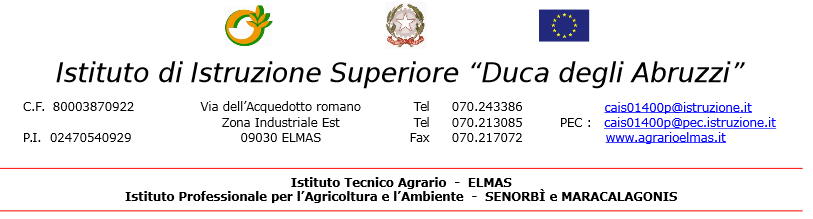 Istituto di Istruzione Superiore “Duca degli Abruzzi”
C.F. 80003870922 Via dell’Acquedotto romano Tel 070.243386 cais01400p@istruzione.it
Zona Industriale Est Tel 070.213085 PEC : cais01400p@pec.istruzione.it
P.I. 02470540929 09030 ELMAS Fax 070.217072 www.agrarioelmas.it
Istituto Tecnico Agrario - ELMAS
Istituto Professionale per l’Agricoltura e l’Ambiente - SENORBÌ e MARACALAGONIS